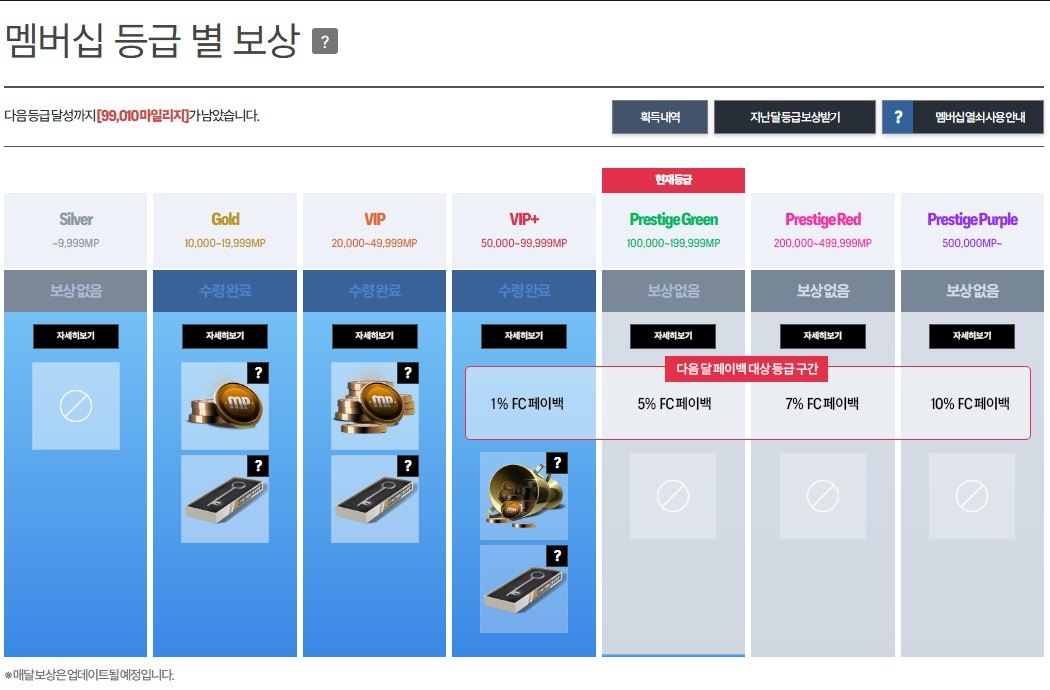 멤버십 등급 별 보상 ?
다음 등급 달성까지 [99,010 마일리지]가 남았습니다.
획득내역
지난달 등급 보상받기
? 멤버십 열쇠 사용 안내
현재등급
Silver
~9,999MP
Gold
10,000~19,999MP
VIP
20,000~49,999MP
VIP+
50,000~99,999MP
Prestige Green
100,000~199,999MP
Prestige Red
200,000~499,999MP
Prestige Purple
500,000MP~
보상 없음
수령 완료
수령 완료
수령 완료
보상 없음
보상 없음
보상 없음
자세히보기
자세히보기
자세히보기
자세히보기
자세히보기
자세히보기
자세히보기
다음 달 페이백 대상 등급 구간
1% FC 페이백
5% FC 페이백
7% FC 페이백
10% FC 페이백
?
MP
?
MP
?
?
?
MP
?
※ 매달 보상은 업데이트 될 예정입니다.